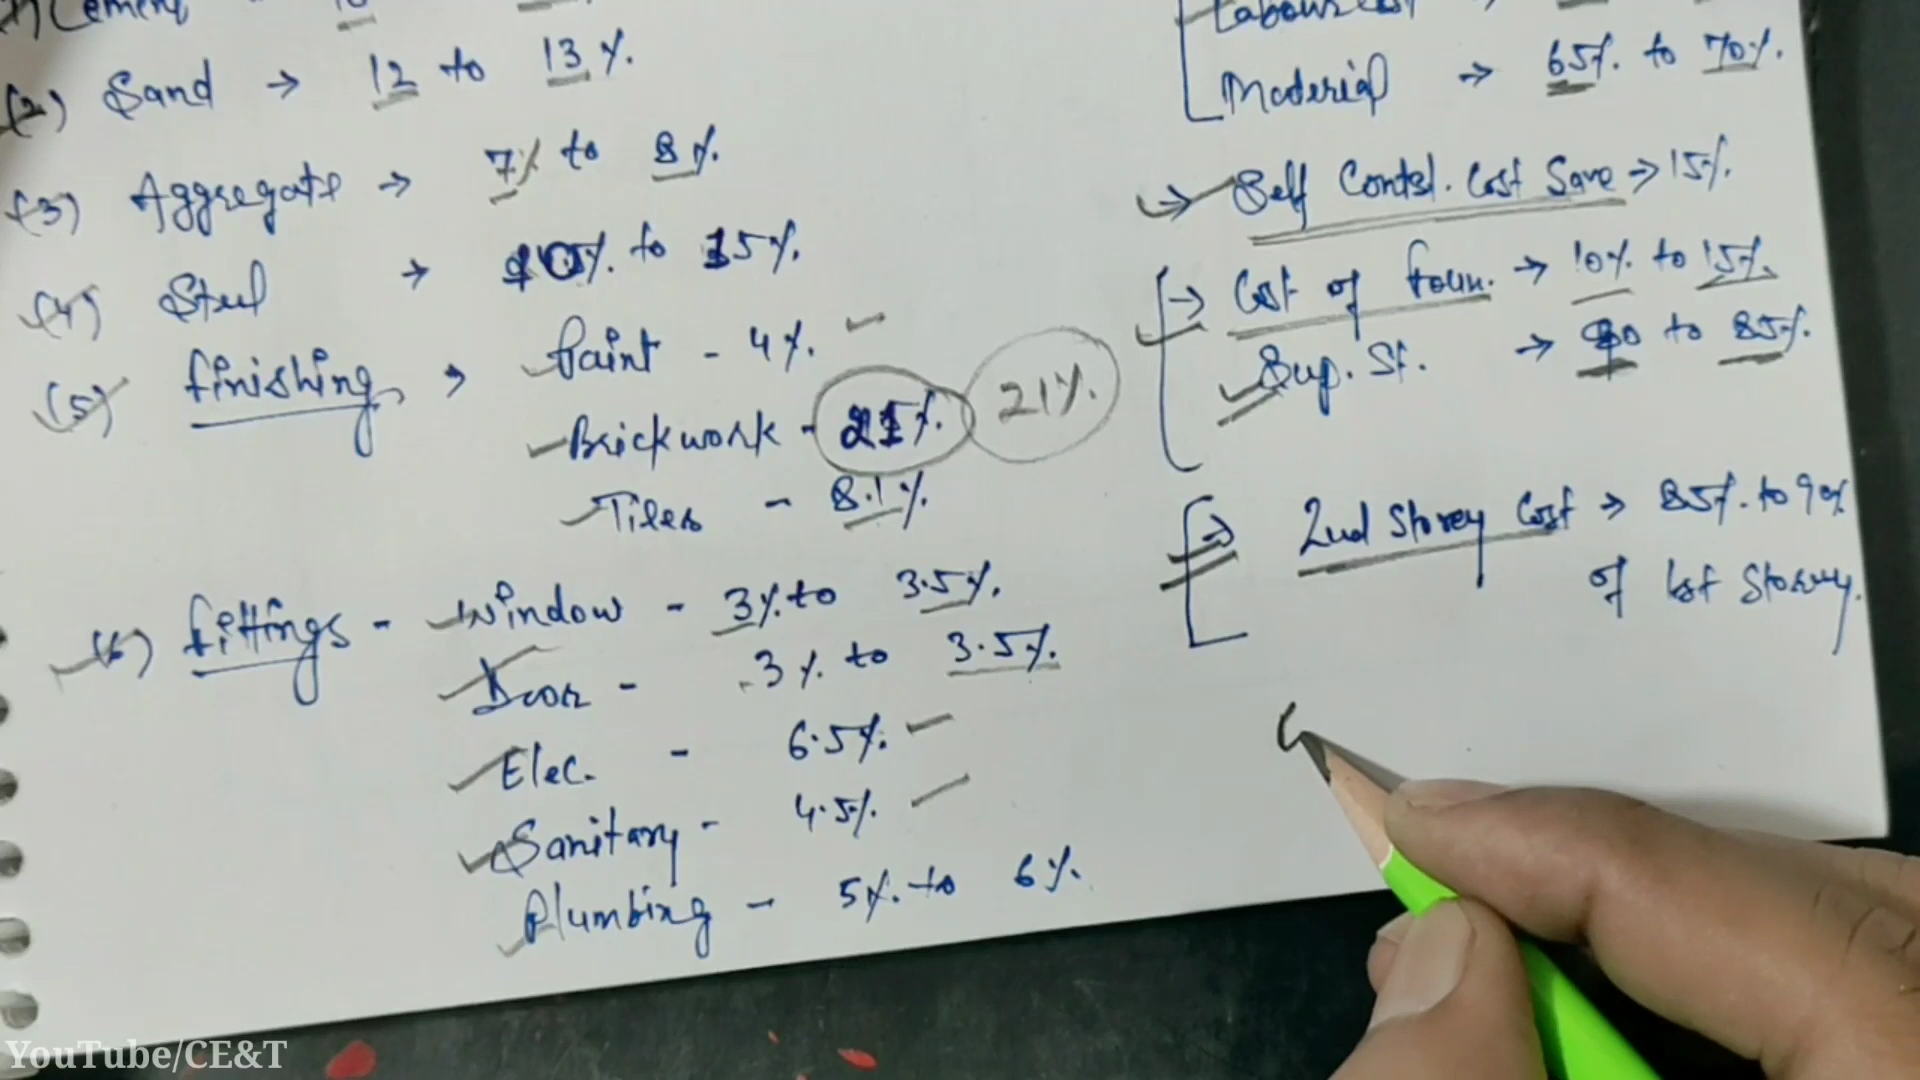 Cement
(2) Sand → 12 to 13%.
(3) Aggregate → 7% to 8%.
(4) Steel → 10% to 15%.
(5) Finishing → Paint - 4%.
Brickwork - 21%. 21%.
Tiles - 8.1%.
(6) Fittings - Window - 3% to 3.5%.
Door - 3% to 3.5%.
Elec. - 6.5%.
Sanitary - 4.5%.
Plumbing - 5% to 6%.
Labour Cost →
Material → 65% to 70%.
→ Self Contst. Cost Save → 15%.
→ Cost of Foun. → 10% to 15%.
Sup. St. → to 85%.
→ 2nd Storey Cost → 85% to 90%
of 1st Storey.
YouTube/CE&T